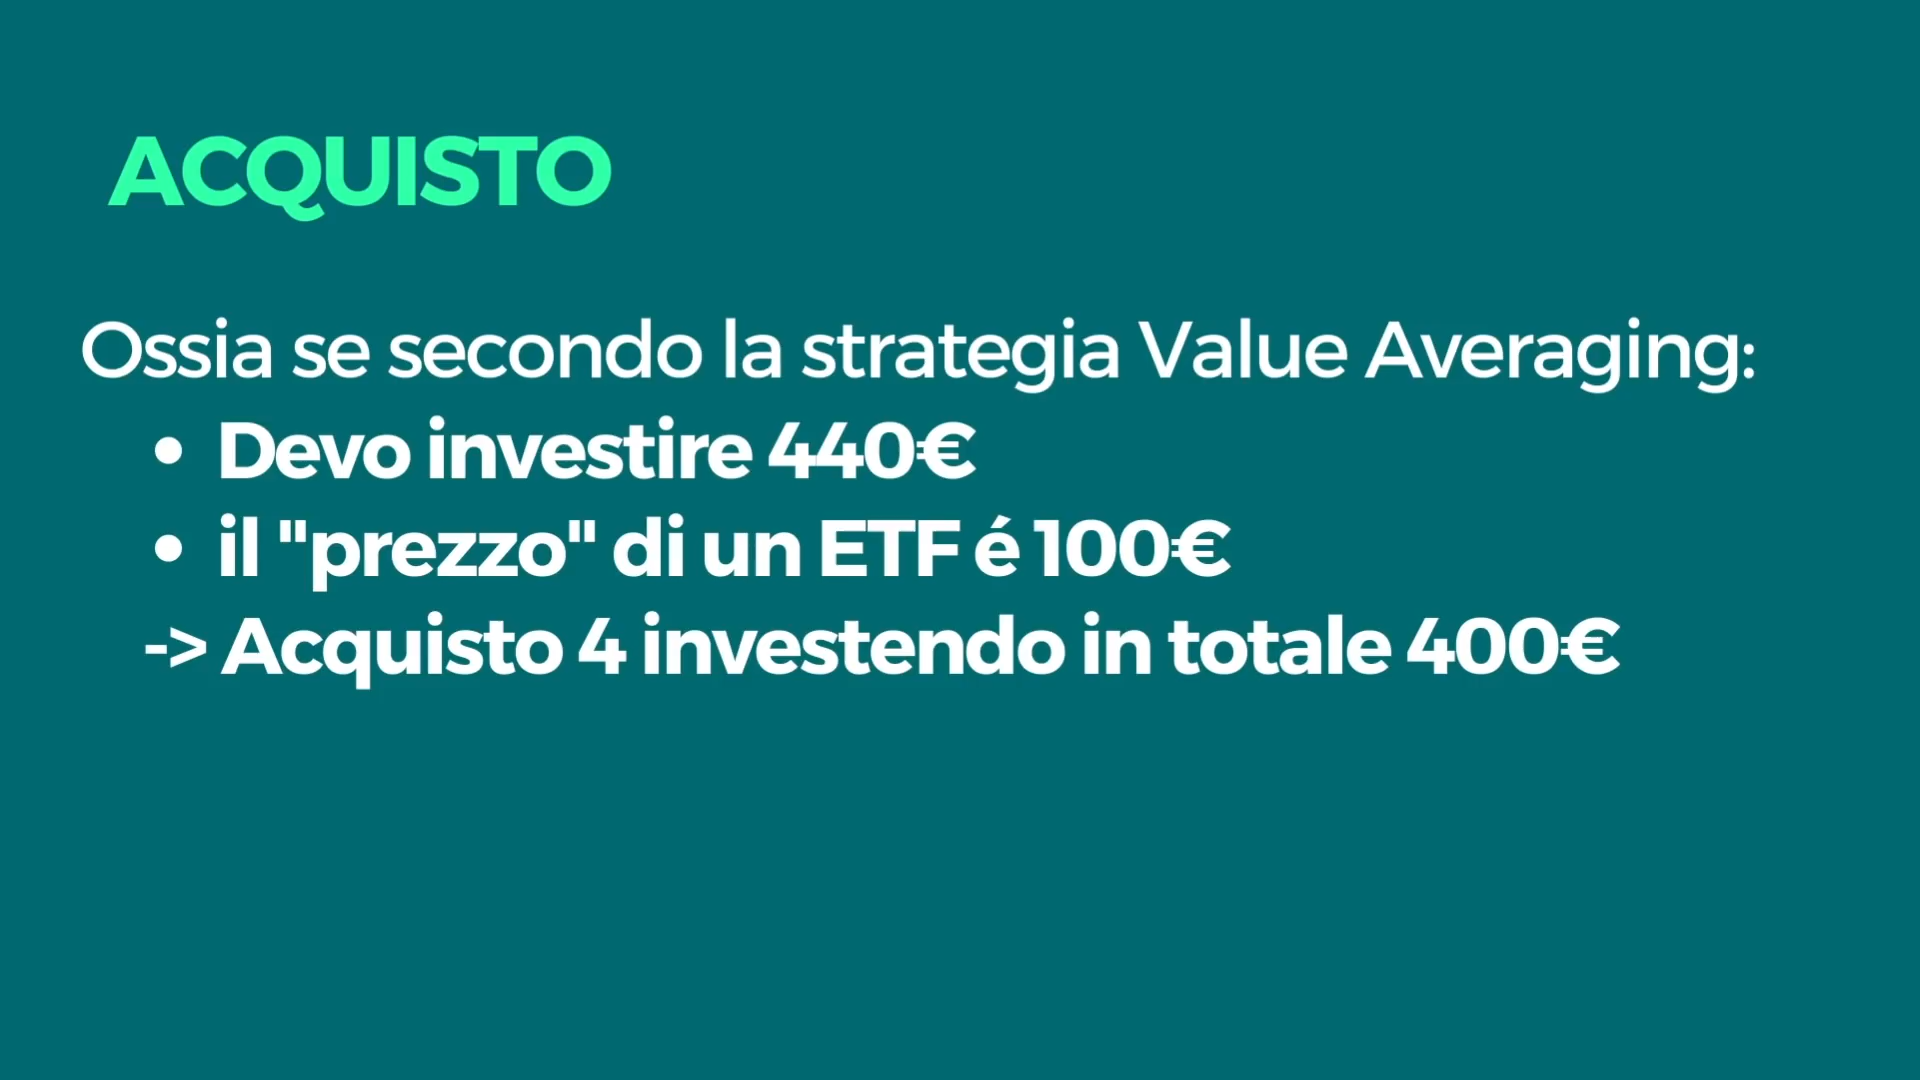 ACQUISTO
Ossia se secondo la strategia Value Averaging:
• Devo investire 440€
• il "prezzo" di un ETF é 100€
-> Acquisto 4 investendo in totale 400€